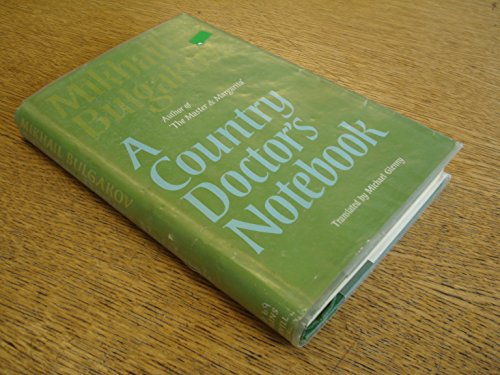 Mikhail
Bulgakov
Author of
'The Master & Margarita'
A
Country
Doctor's
Notebook
Translated by Michael Glenny
MIKHAIL BULGAKOV